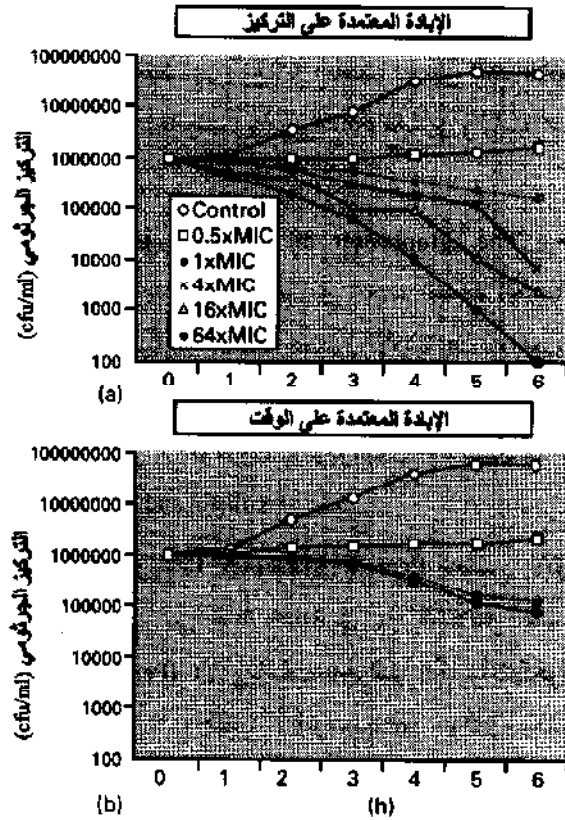 الإبادة المعتمدة على التركيز
100000000
10000000
1000000
100000
10000
1000
100
التركيز الجرثومي (cfu/ml)
Control
0.5xMIC
1xMIC
4xMIC
16xMIC
64xMIC
0 1 2 3 4 5 6
(a)
الإبادة المعتمدة على الوقت
100000000
10000000
1000000
100000
10000
1000
100
التركيز الجرثومي (cfu/ml)
0 1 2 3 4 5 6
(b) (h)